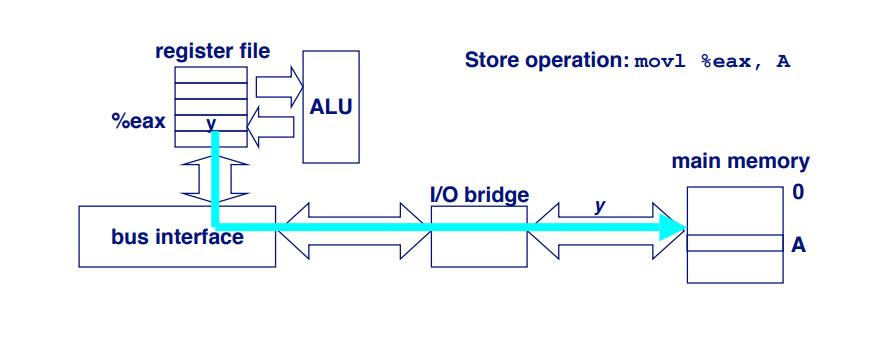 register file
Store operation: movl %eax, A
ALU
%eax
y
main memory
I/O bridge
0
y
bus interface
A